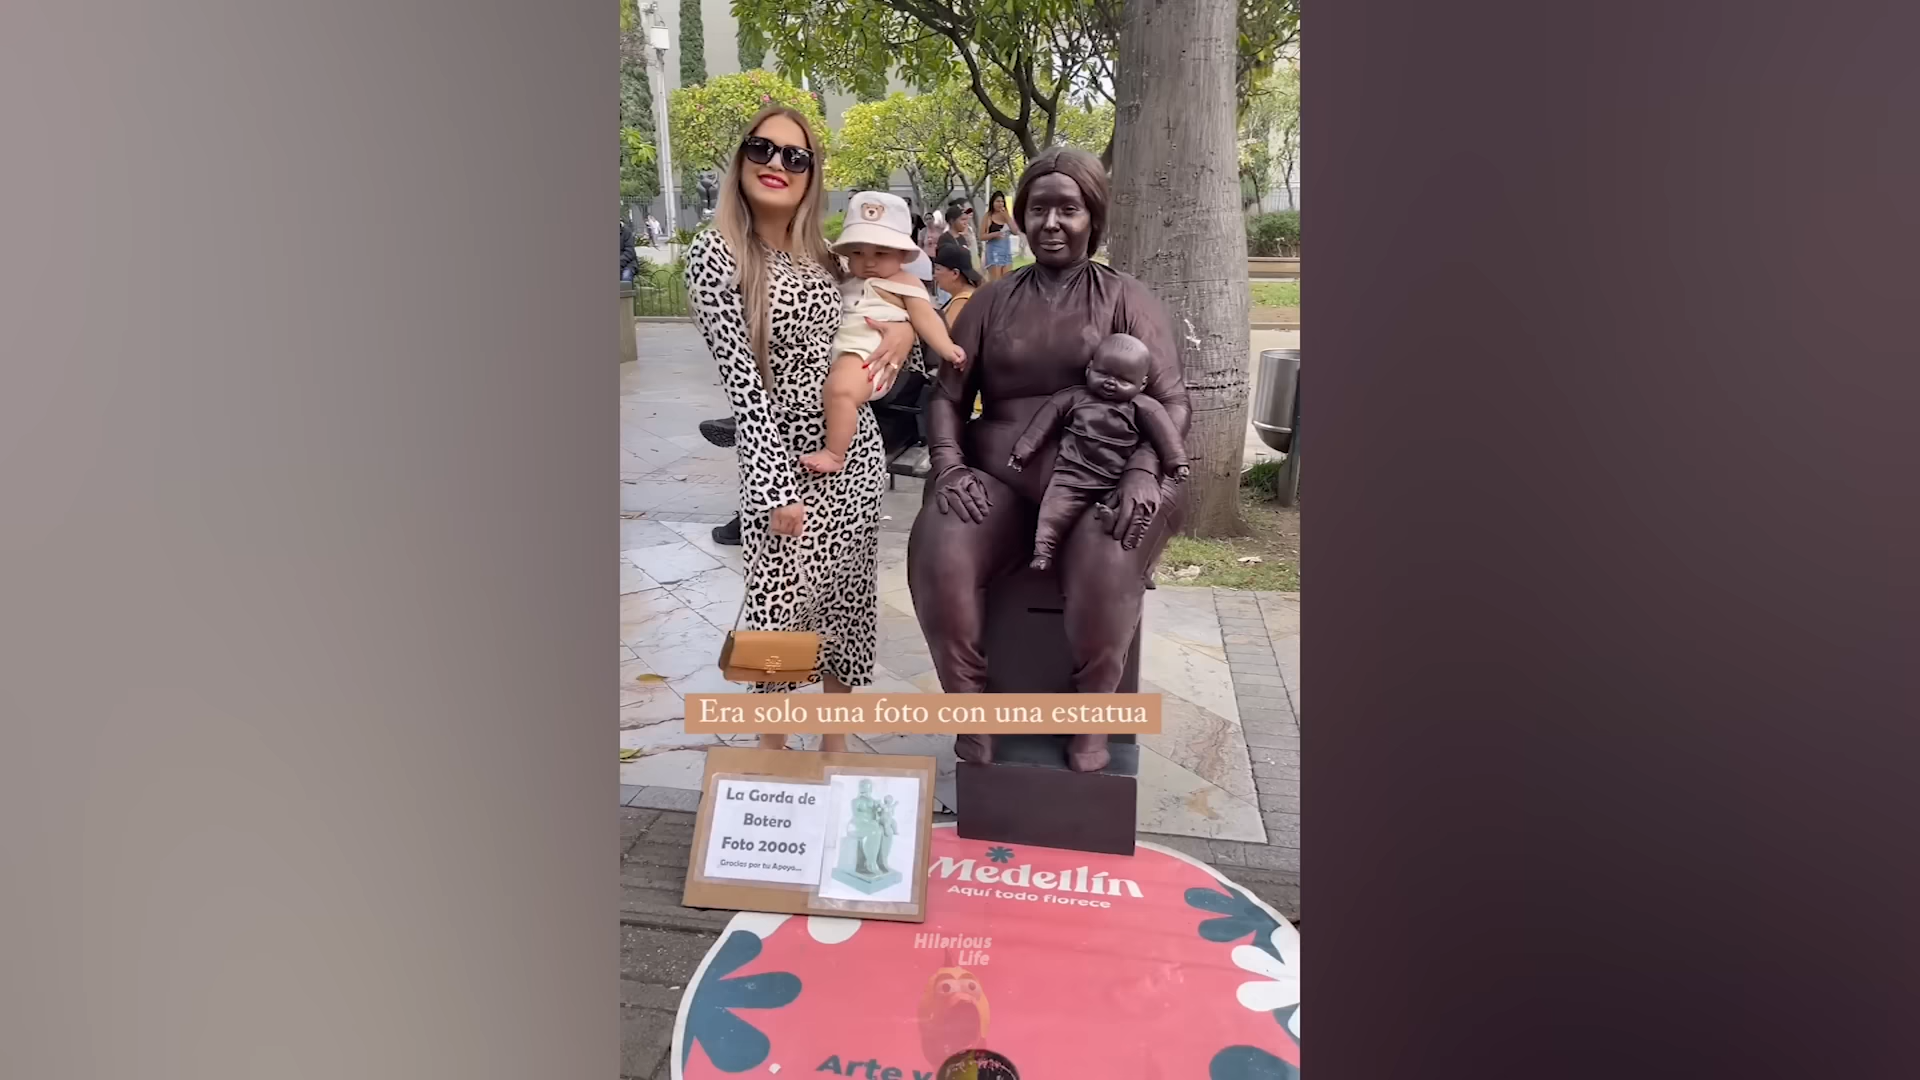 Era solo una foto con una estatua
La Gorda de
Botero
Foto 2000$
Gracias por tu Apoyo...
Medellín
Aquí todo florece
Hilarious
Life
Arte y